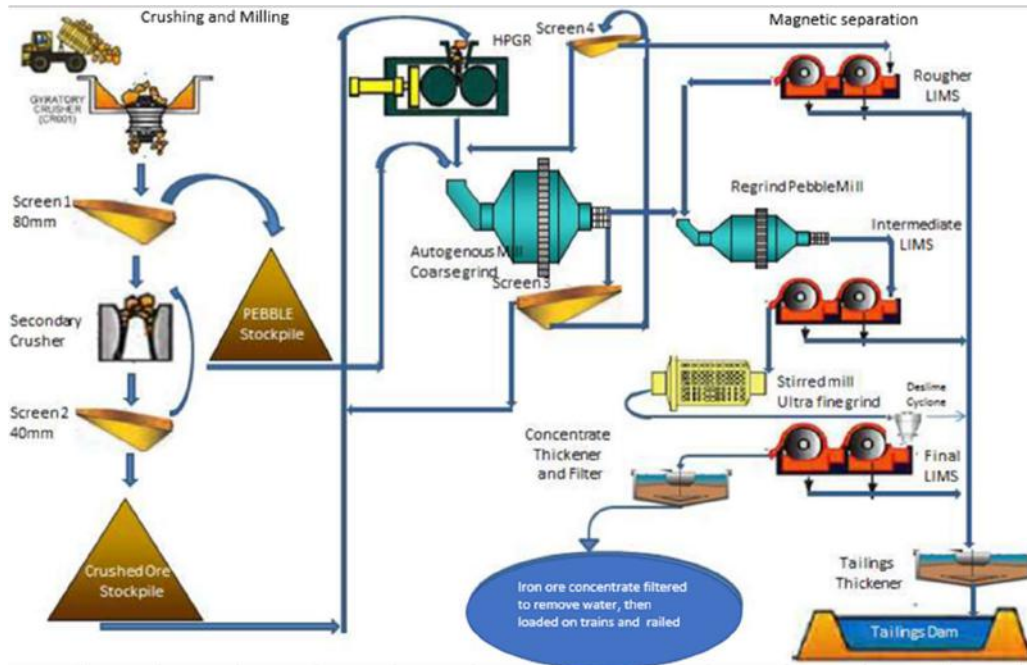 Crushing and Milling
Magnetic separation
Screen 4
HPGR
GYRATORY
CRUSHER
(CR001)
Rougher
LIMS
Screen 1
80mm
Regrind Pebble Mill
Intermediate
LIMS
Autogenous Mill
Coarse grind
Screen 3
PEBBLE
Stockpile
Secondary
Crusher
Stirred mill
Ultra fine grind
Deslime
Cyclone
Screen 2
40mm
Concentrate
Thickener
and Filter
Final
LIMS
Crushed Ore
Stockpile
Tailings
Thickener
Iron ore concentrate filtered
to remove water, then
loaded on trains and railed
Tailings Dam